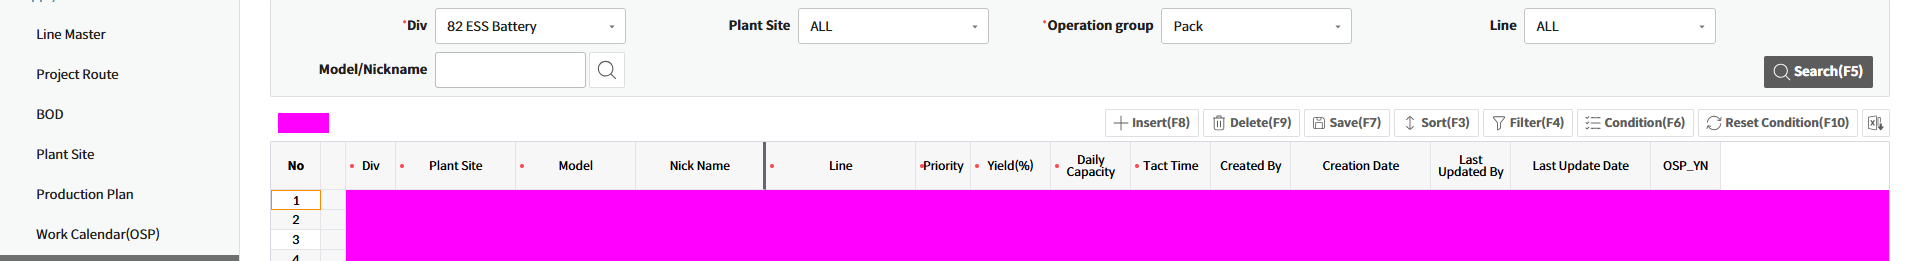 Line Master
Project Route
BOD
Plant Site
Production Plan
Work Calendar(OSP)
*Div 82 ESS Battery
Plant Site ALL
*Operation group Pack
Line ALL
Model/Nickname
Search(F5)
Insert(F8) Delete(F9) Save(F7) Sort(F3) Filter(F4) Condition(F6) Reset Condition(F10)
No Div Plant Site Model Nick Name Line Priority Yield(%) Daily Capacity Tact Time Created By Creation Date Last Updated By Last Update Date OSP_YN
1
2
3
4